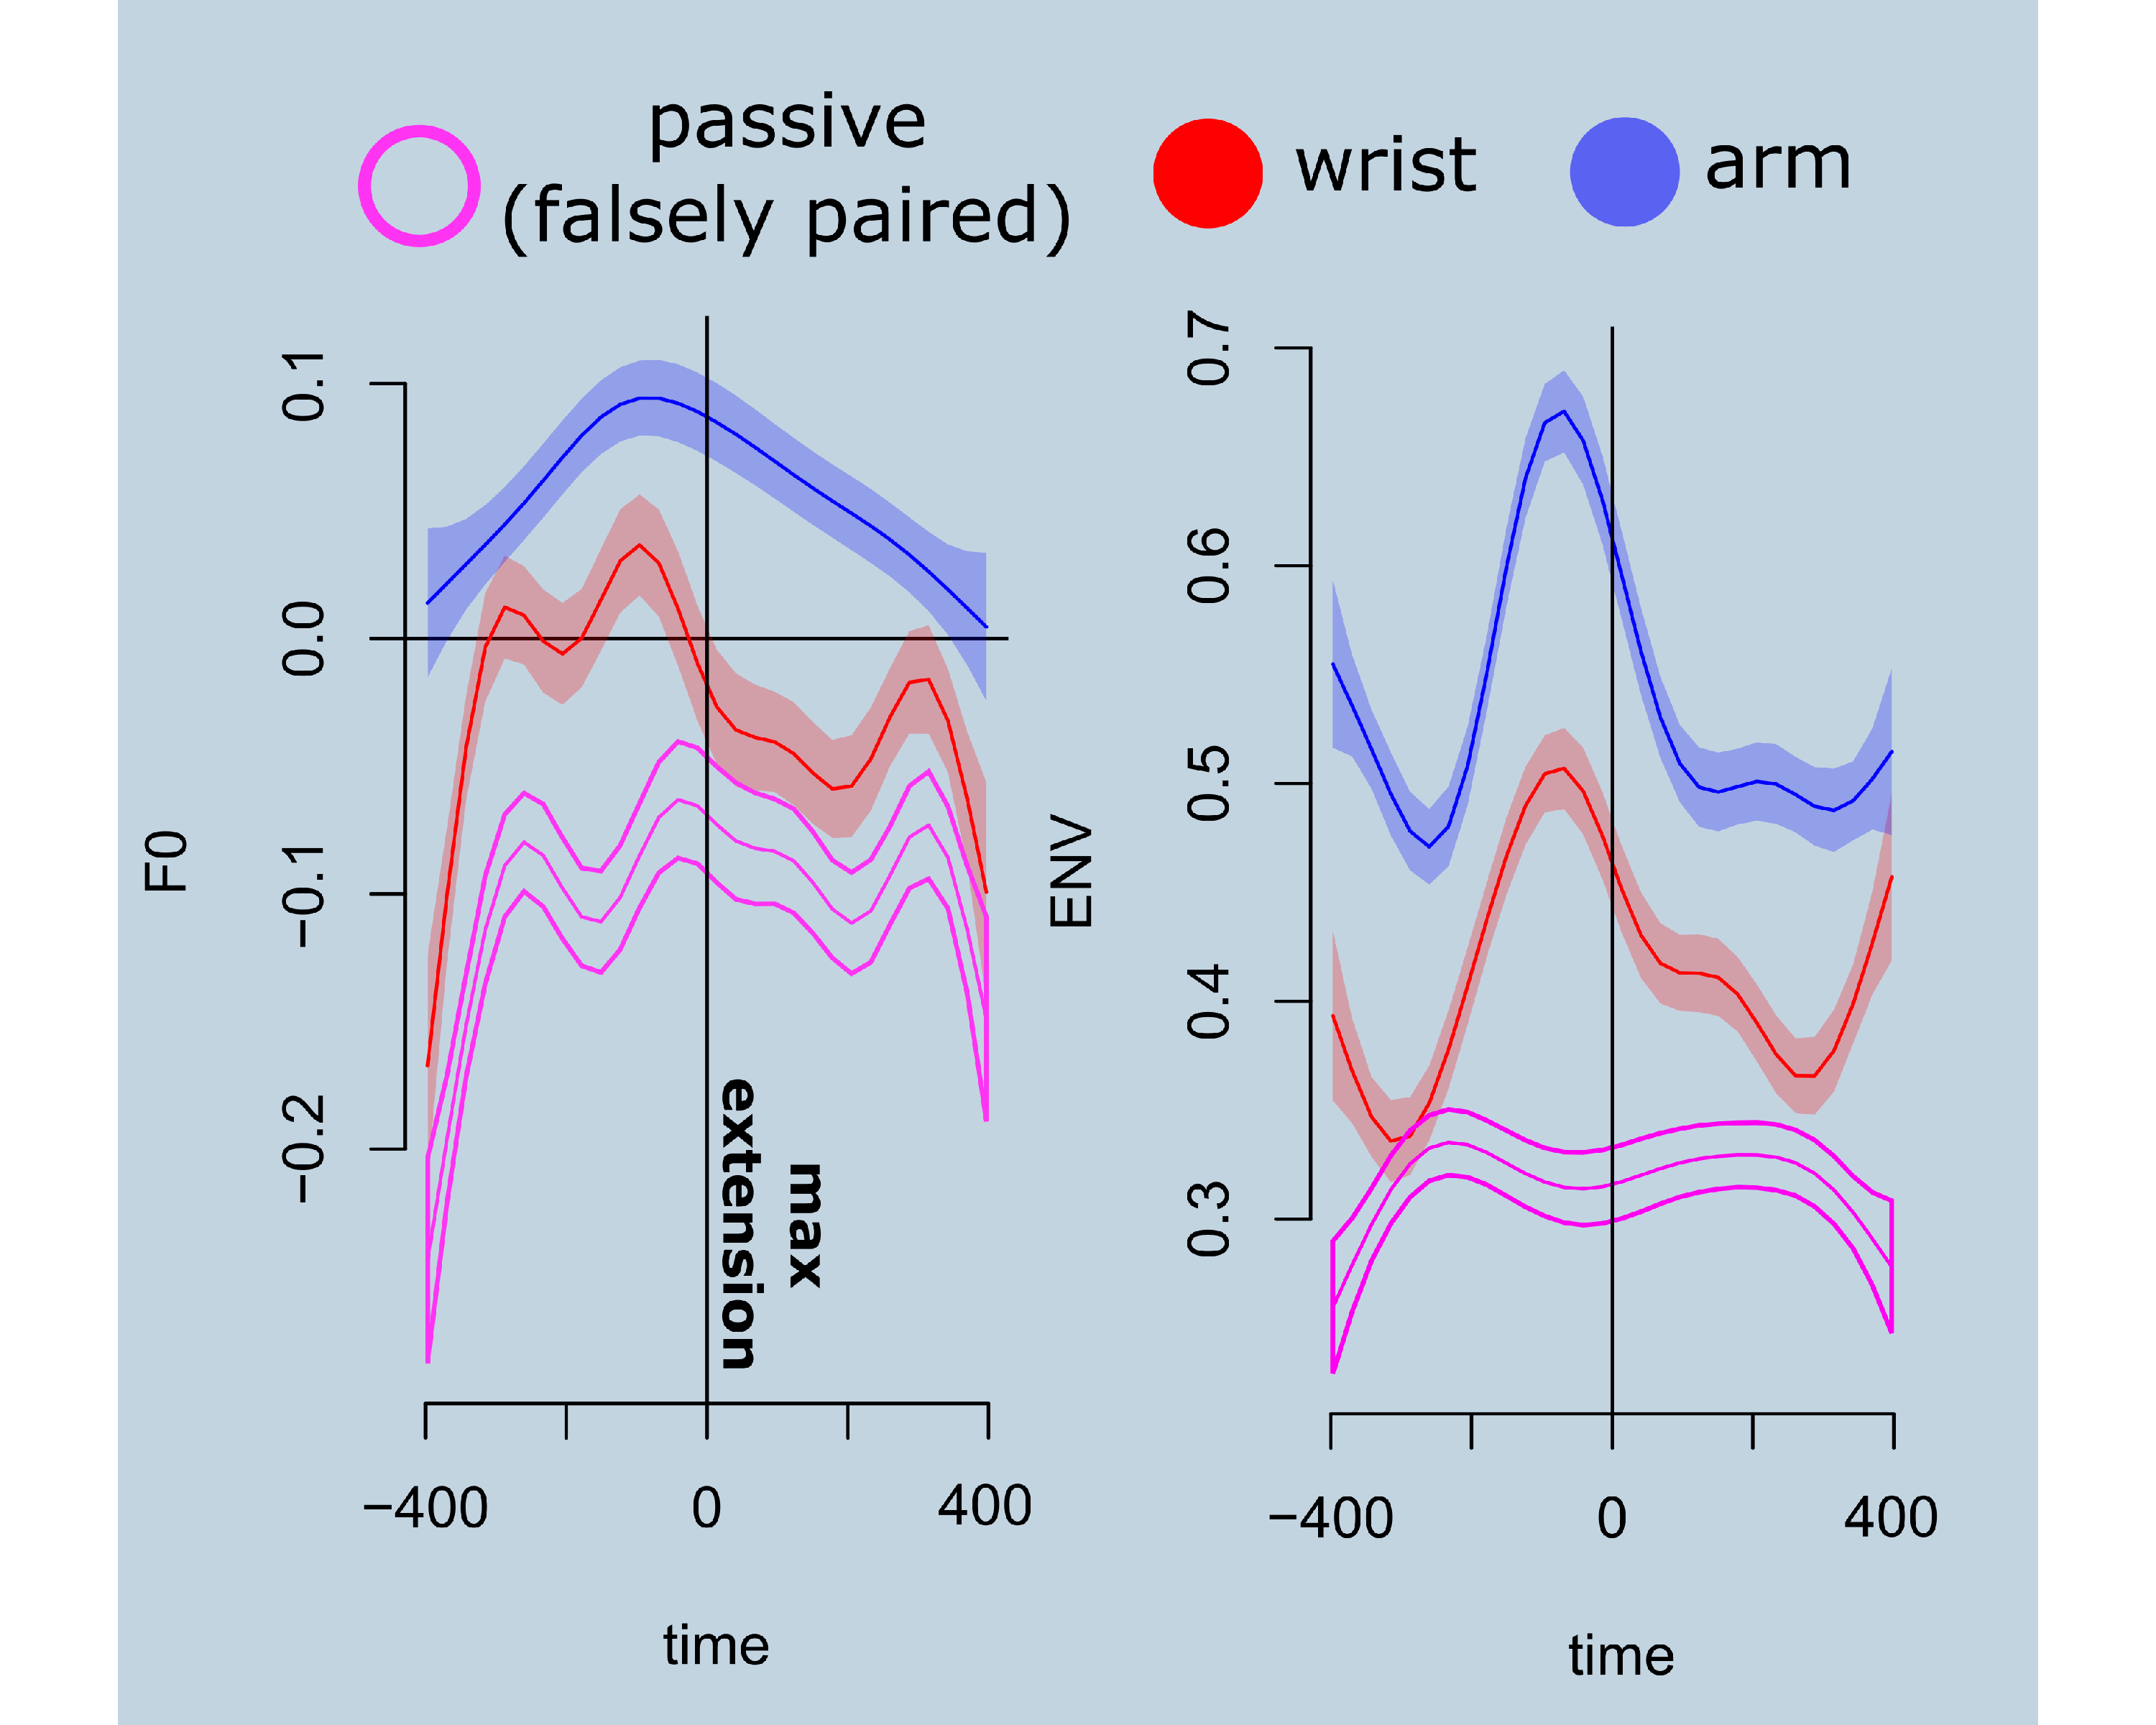 passive
(falsely paired)
wrist
arm
F0
0.1
0.0
−0.1
−0.2
max
extension
−400
0
400
time
ENV
0.7
0.6
0.5
0.4
0.3
−400
0
400
time